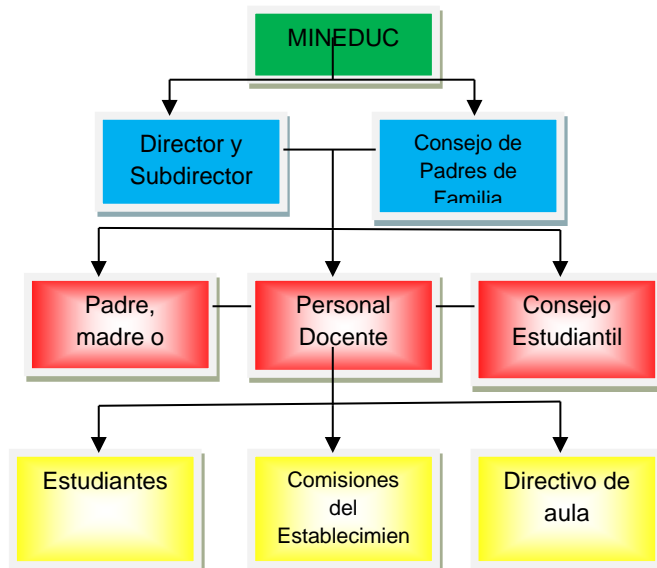 MINEDUC
Director y
Subdirector
Consejo de
Padres de
Familia
Padre,
madre o
Personal
Docente
Consejo
Estudiantil
Estudiantes
Comisiones
del
Establecimien
Directivo de
aula